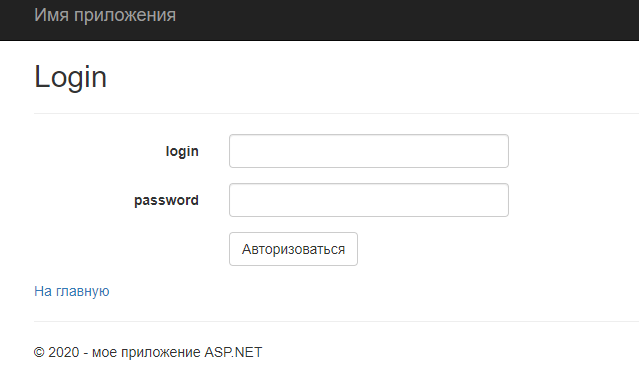 Имя приложения
Login
login
password
Авторизоваться
На главную
© 2020 - мое приложение ASP.NET